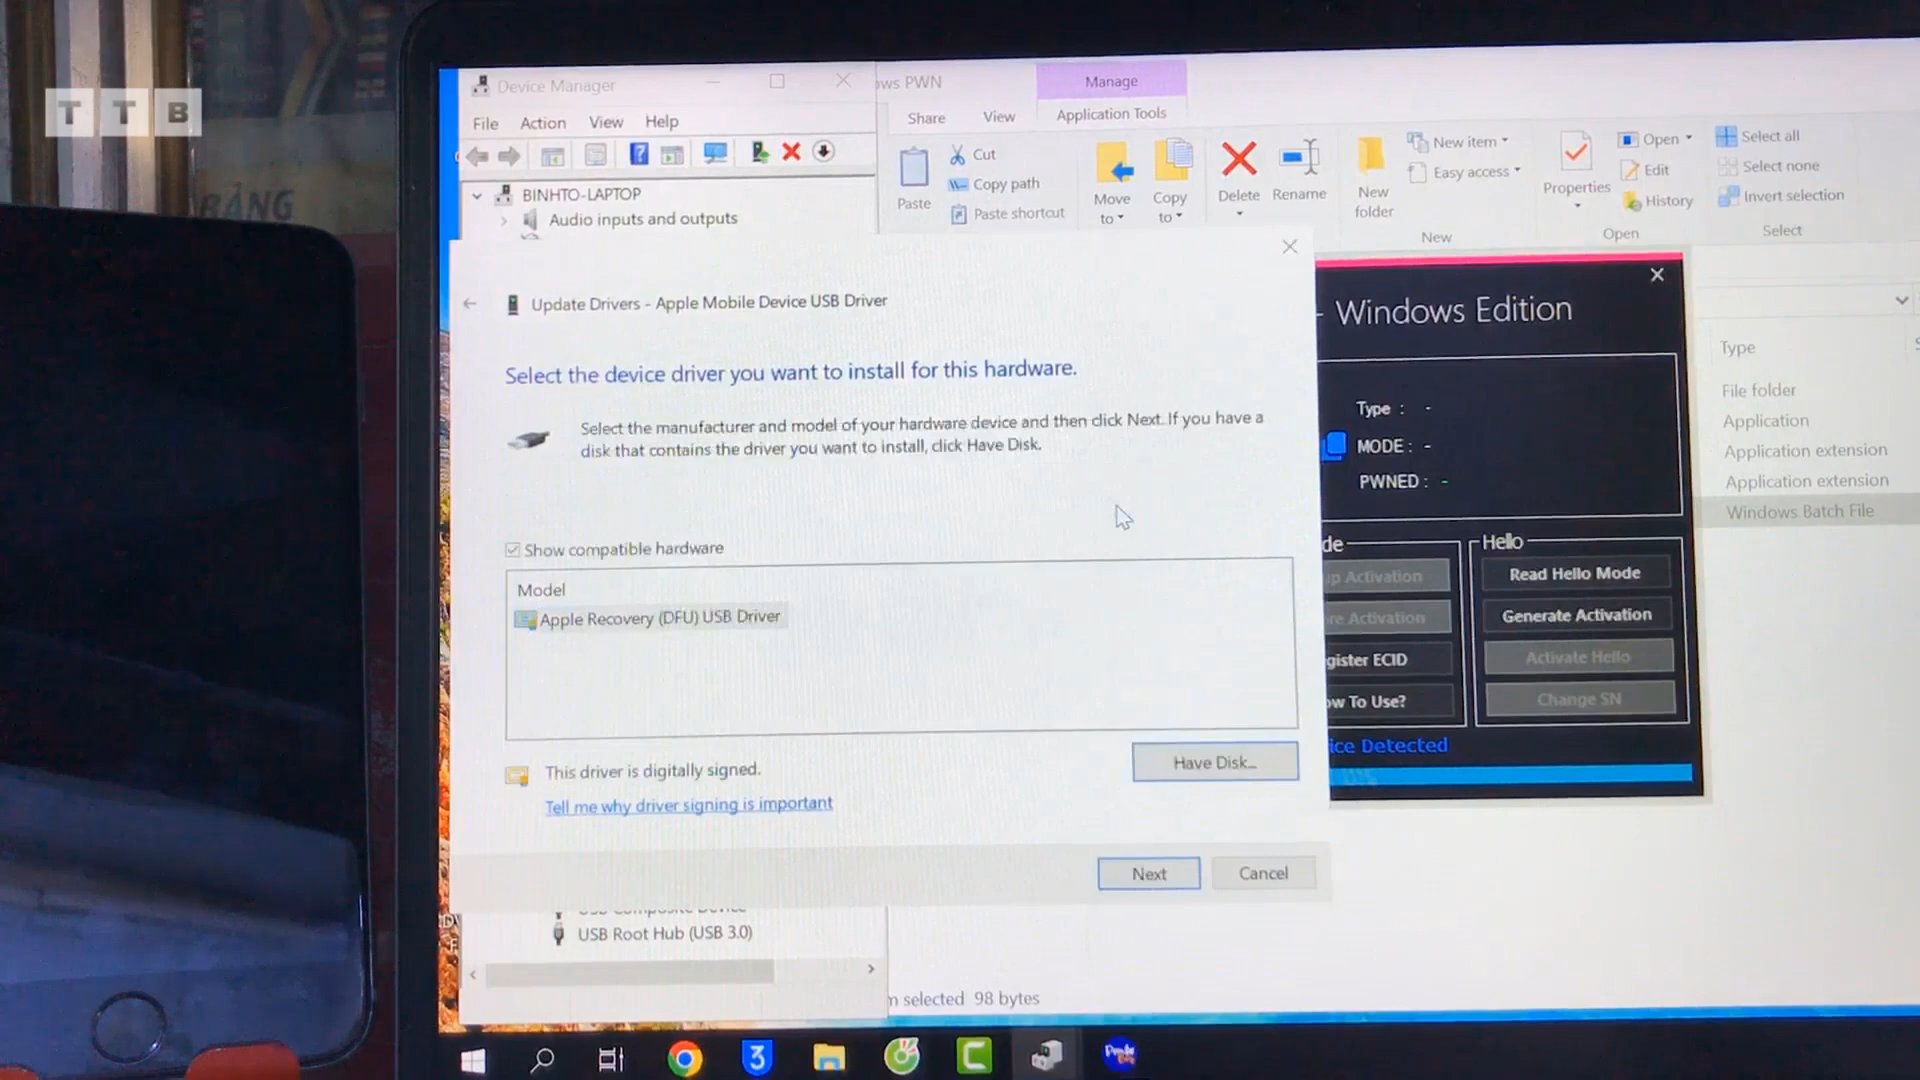 TTB
BẢNG
Device Manager
File Action View Help
BINHTO-LAPTOP
Audio inputs and outputs
ws PWN
Manage
Share View Application Tools
Paste
Cut
Copy path
Paste shortcut
Move to
Copy to
Delete
Rename
New folder
New item
Easy access
New
Properties
Open
Edit
History
Open
Select all
Select none
Invert selection
Select
Update Drivers - Apple Mobile Device USB Driver
Select the device driver you want to install for this hardware.
Select the manufacturer and model of your hardware device and then click Next. If you have a
disk that contains the driver you want to install, click Have Disk.
Show compatible hardware
Model
Apple Recovery (DFU) USB Driver
This driver is digitally signed.
Tell me why driver signing is important
Have Disk...
Next Cancel
USB Composite Device
USB Root Hub (USB 3.0)
m selected 98 bytes
- Windows Edition
Type : -
MODE : -
PWNED : -
de
up Activation
re Activation
gister ECID
ow To Use?
Hello
Read Hello Mode
Generate Activation
Activate Hello
Change SN
ice Detected
Type
File folder
Application
Application extension
Application extension
Windows Batch File
3